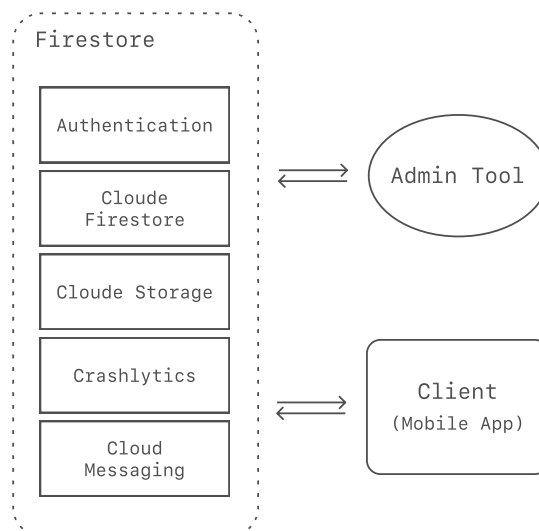 Firestore
Authentication
Cloude
Firestore
Cloude Storage
Crashlytics
Cloud
Messaging
Admin Tool
Client
(Mobile App)